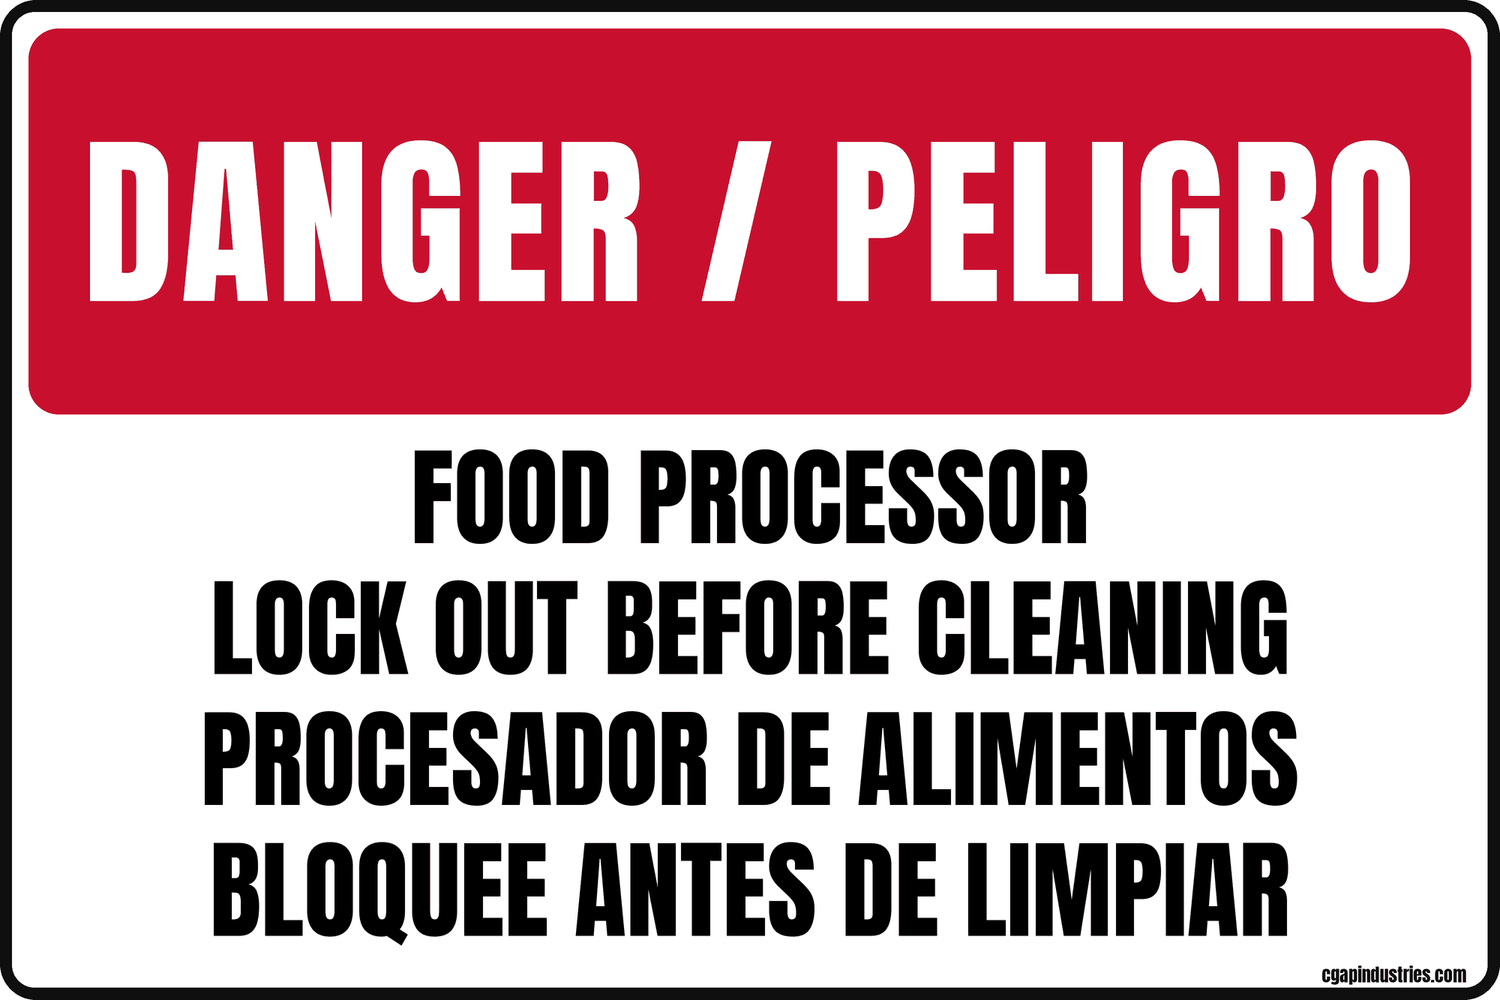 DANGER / PELIGRO
FOOD PROCESSOR
LOCK OUT BEFORE CLEANING
PROCESADOR DE ALIMENTOS
BLOQUEE ANTES DE LIMPIAR
cgapindustries.com